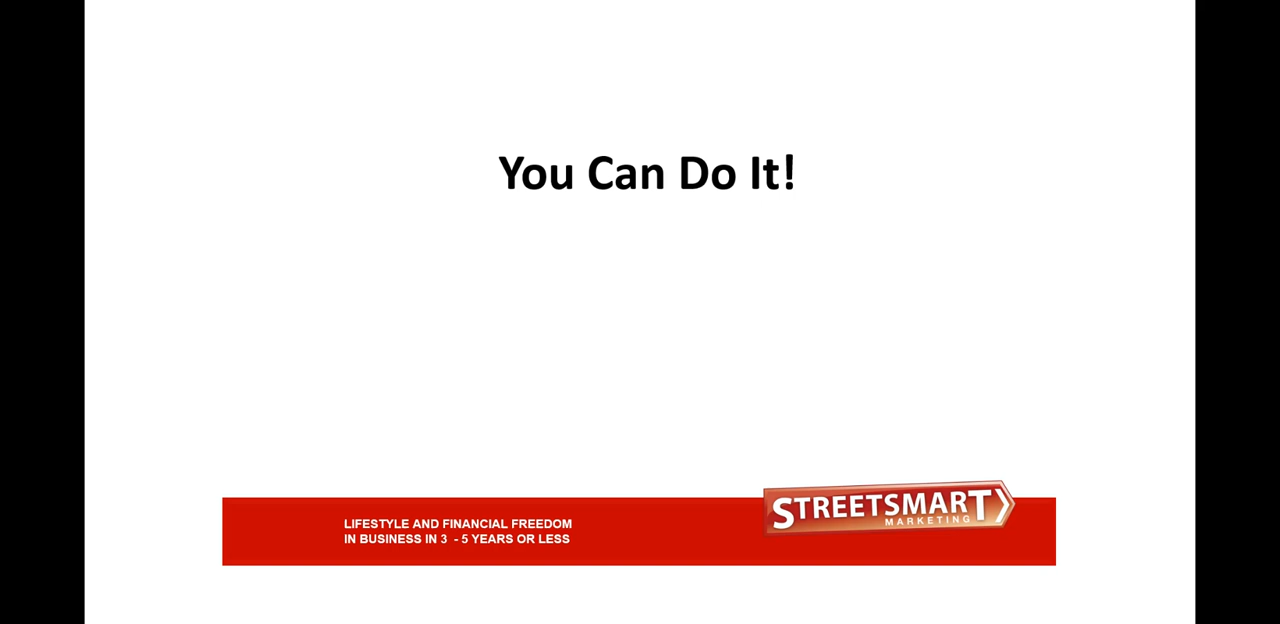 You Can Do It!
STREETSMART
MARKETING
LIFESTYLE AND FINANCIAL FREEDOM
IN BUSINESS IN 3 - 5 YEARS OR LESS